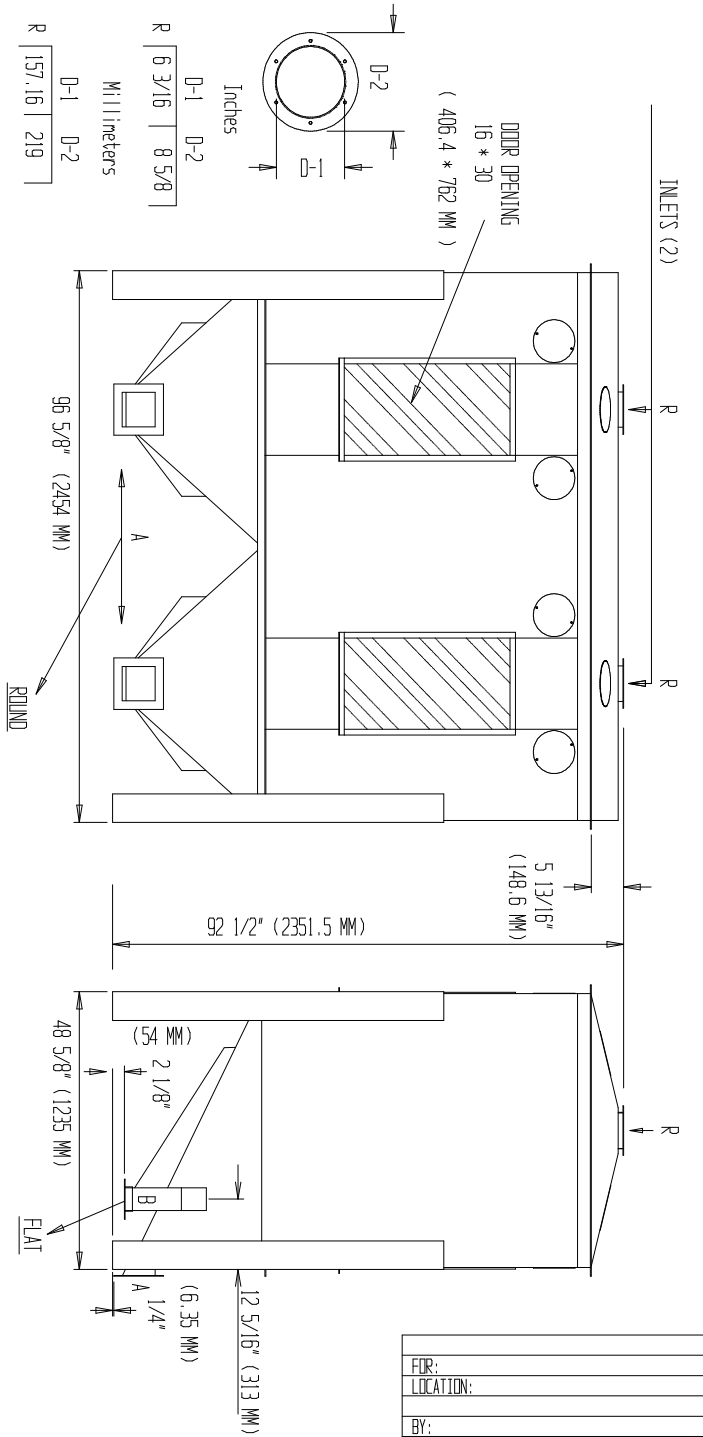 INLETS (2)
R
R
R
DOOR OPENING
16 * 30
( 406.4 * 762 MM )
D-2
D-1
Inches
D-1 D-2
R 6 3/16 8 5/8
Millimeters
D-1 D-2
R 157.16 219
96 5/8" (2454 MM)
A
ROUND
5 13/16"
(148.6 MM)
92 1/2" (2351.5 MM)
48 5/8" (1235 MM)
2 1/8"
(54 MM)
B
FLAT
A 1/4"
(6.35 MM)
12 5/16" (313 MM)
FOR:
LOCATION:
BY: